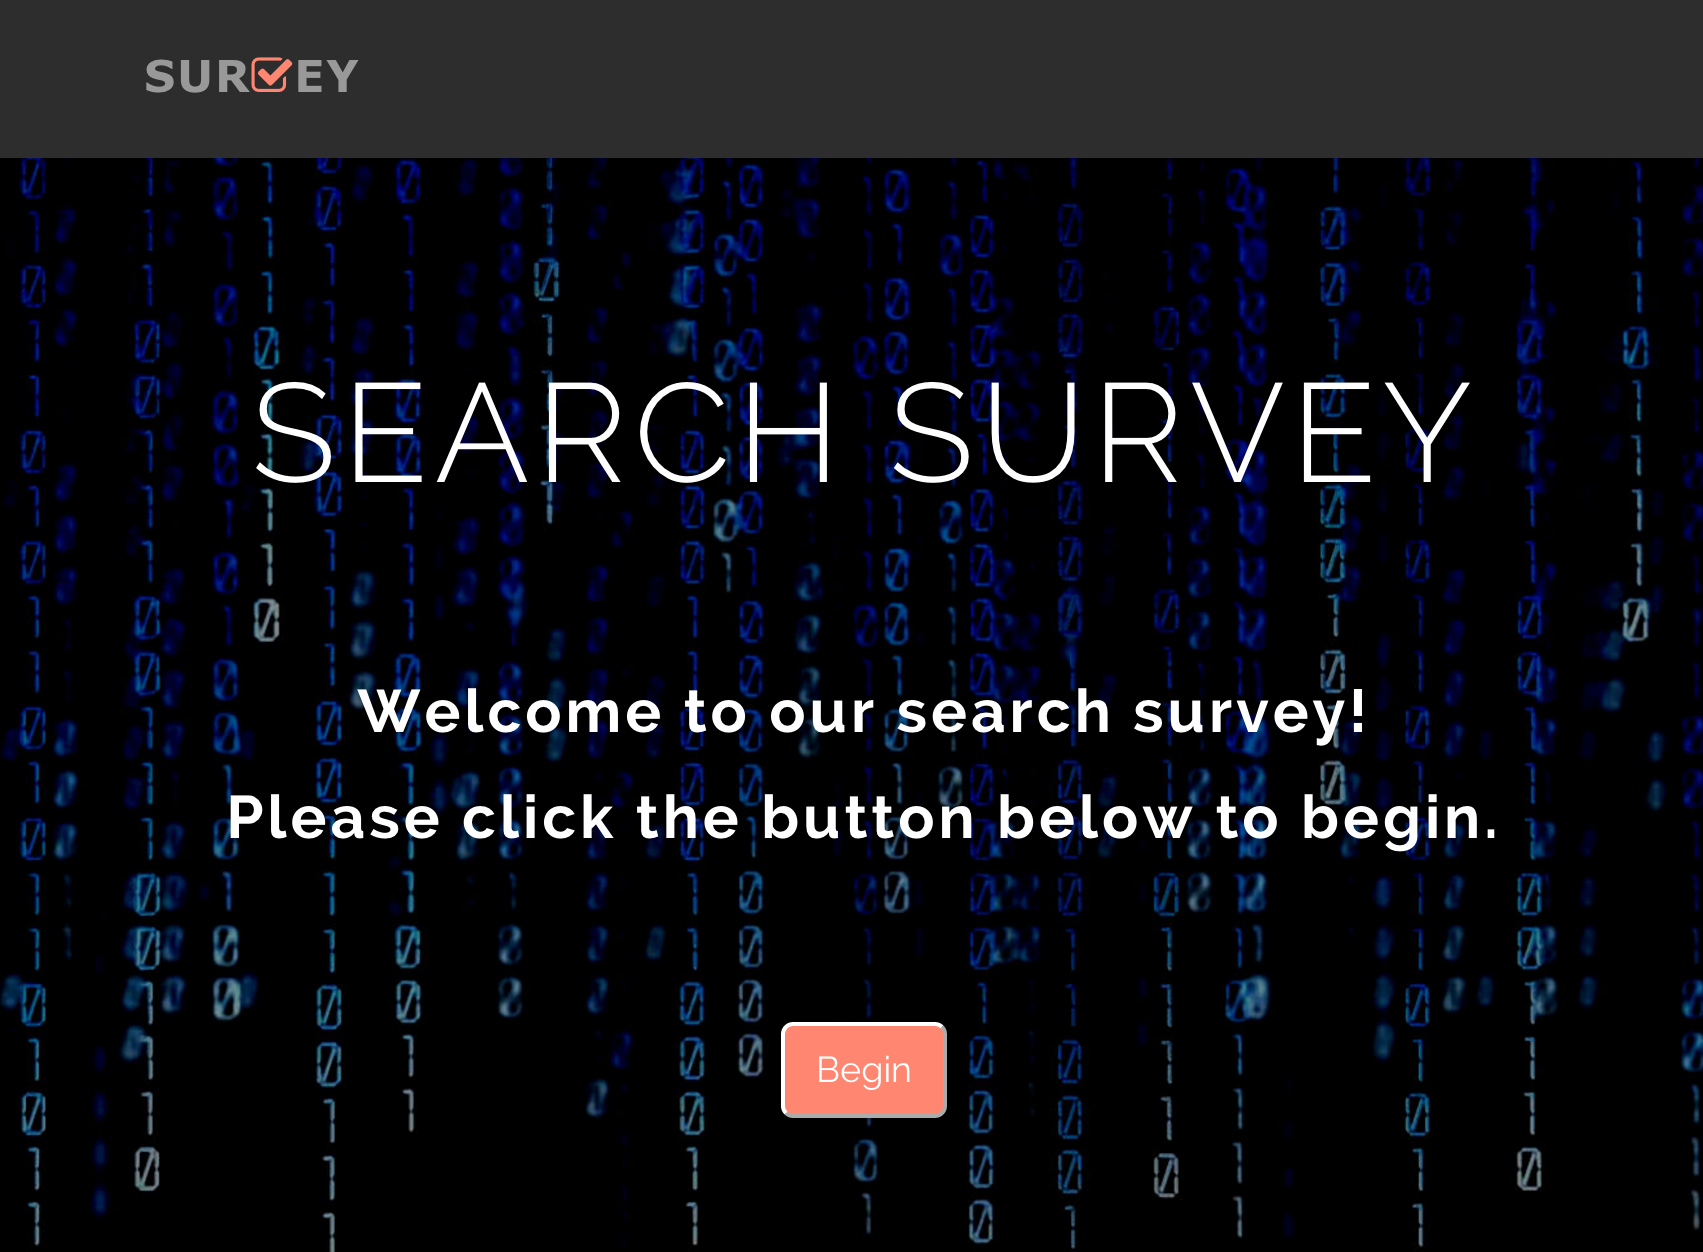 SURVEY
SEARCH SURVEY
Welcome to our search survey!
Please click the button below to begin.
Begin